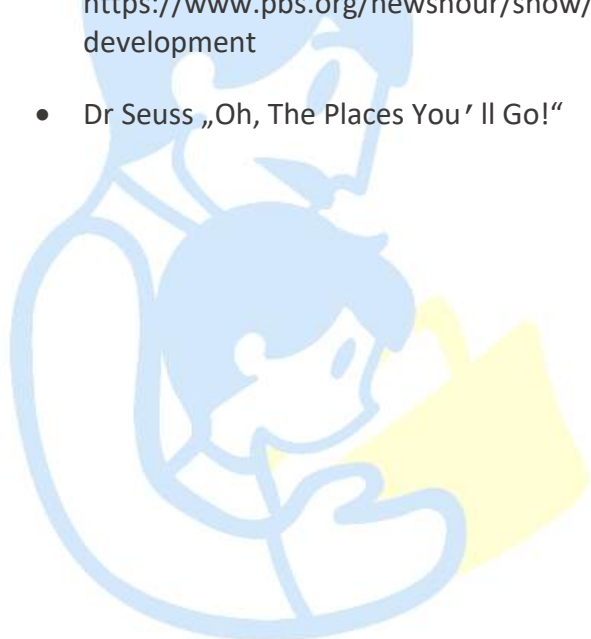 https://www.pbs.org/newshour/show/
development
• Dr Seuss „Oh, The Places You’ ll Go!“